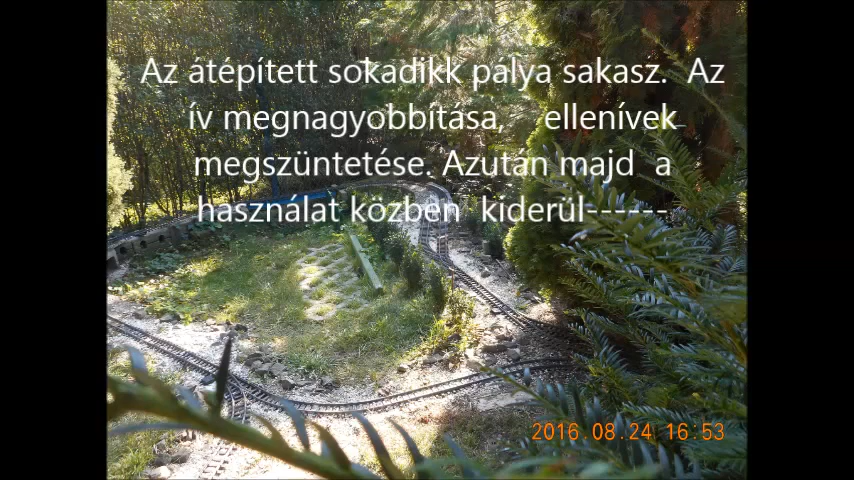 Az átépített sokadikk pálya sakasz. Az
ív megnagyobbítása, ellenívek
megszüntetése. Azután majd a
használat közben kiderül------
2016.08.24 16:53